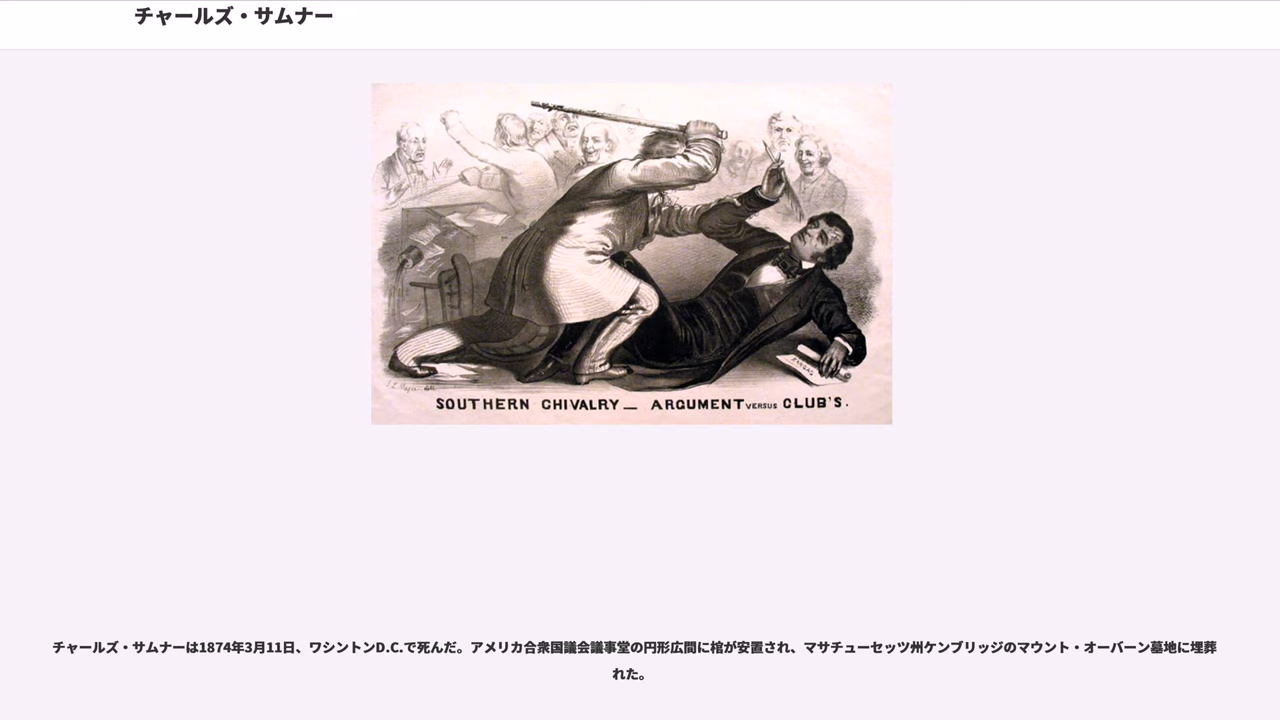 チャールズ・サムナー
SOUTHERN CHIVALRY — ARGUMENT VERSUS CLUB'S.
チャールズ・サムナーは1874年3月11日、ワシントンD.C.で死んだ。アメリカ合衆国議会議事堂の円形広間に棺が安置され、マサチューセッツ州ケンブリッジのマウント・オーバーン墓地に埋葬
れた。